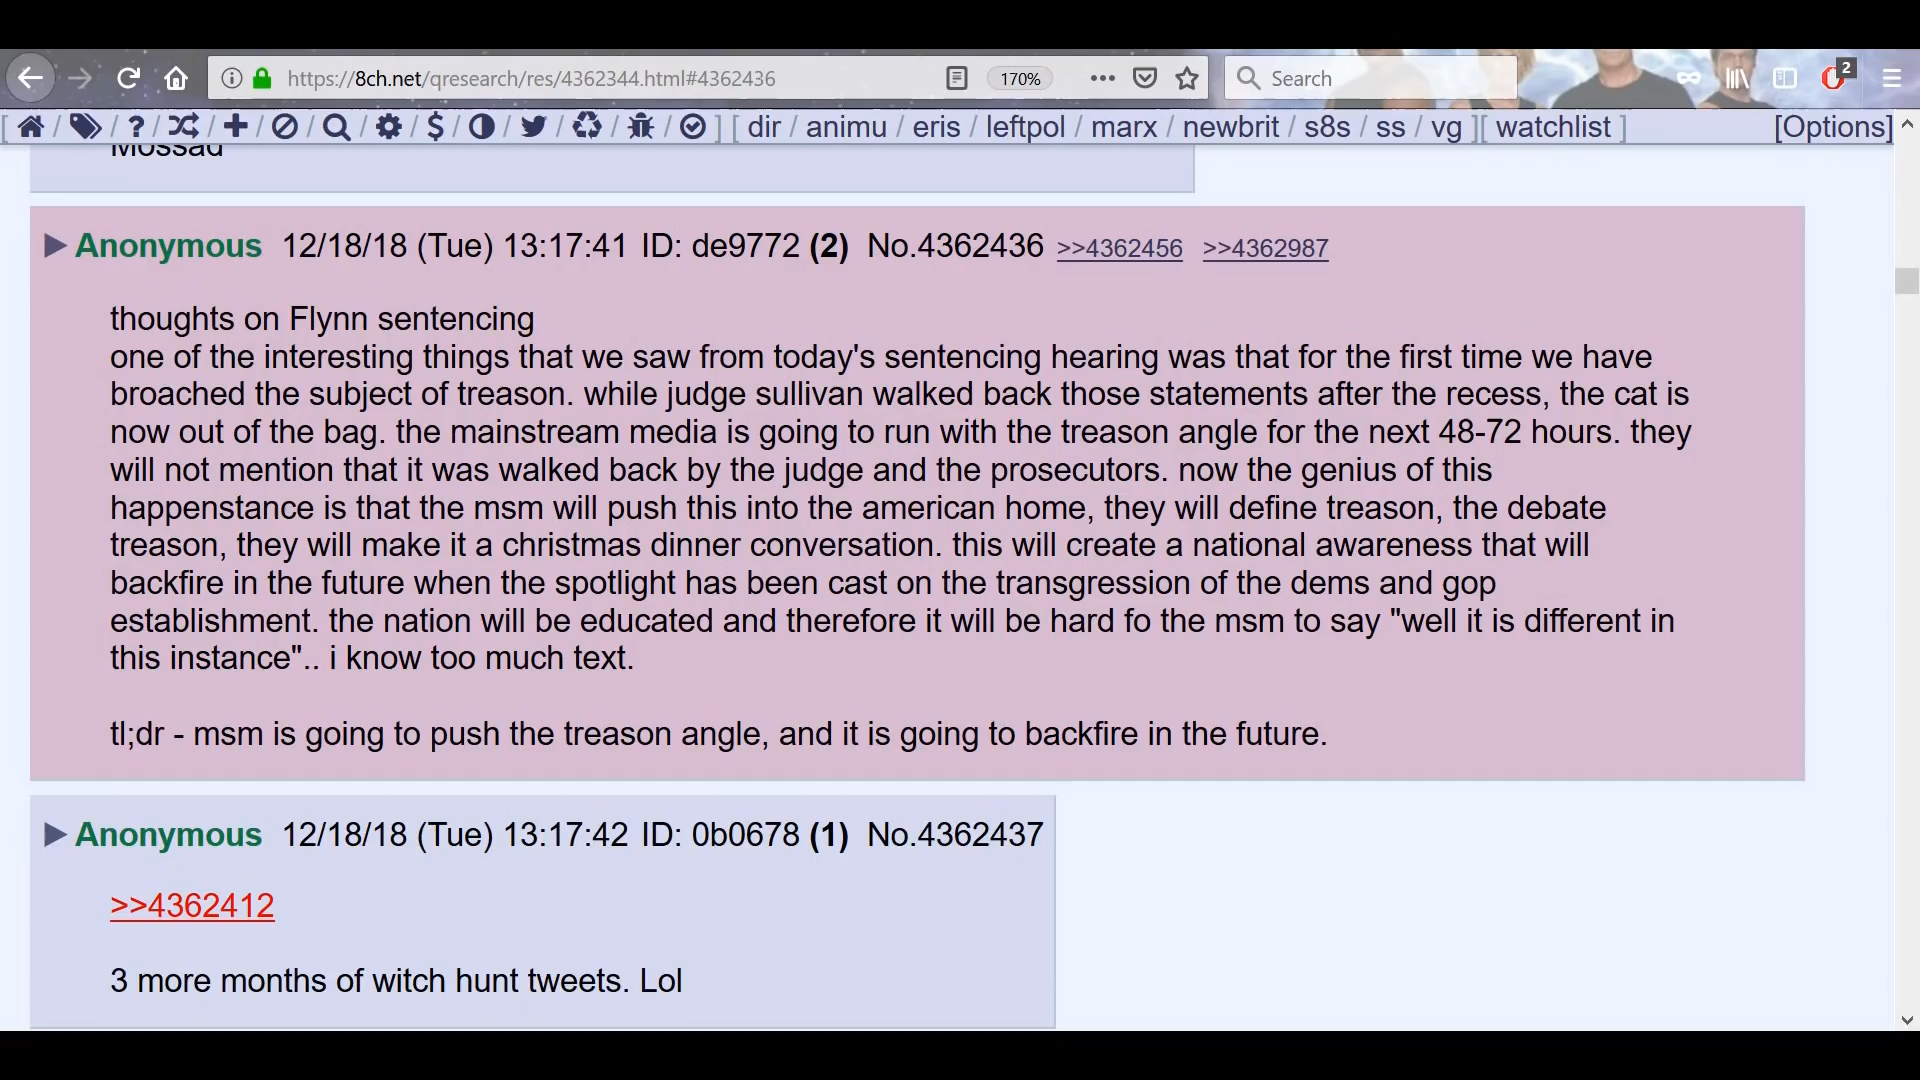 https://8ch.net/qresearch/res/4362344.html#4362436
170%
Search
2
[ / / ? / / + / / / / $ / / / / / ] [ dir / animu / eris / leftpol / marx / newbrit / s8s / ss / vg ][ watchlist ]
[Options]
Mossad
Anonymous 12/18/18 (Tue) 13:17:41 ID: de9772 (2) No.4362436 >>4362456 >>4362987
thoughts on Flynn sentencing
one of the interesting things that we saw from today's sentencing hearing was that for the first time we have
broached the subject of treason. while judge sullivan walked back those statements after the recess, the cat is
now out of the bag. the mainstream media is going to run with the treason angle for the next 48-72 hours. they
will not mention that it was walked back by the judge and the prosecutors. now the genius of this
happenstance is that the msm will push this into the american home, they will define treason, the debate
treason, they will make it a christmas dinner conversation. this will create a national awareness that will
backfire in the future when the spotlight has been cast on the transgression of the dems and gop
establishment. the nation will be educated and therefore it will be hard fo the msm to say "well it is different in
this instance".. i know too much text.
tl;dr - msm is going to push the treason angle, and it is going to backfire in the future.
Anonymous 12/18/18 (Tue) 13:17:42 ID: 0b0678 (1) No.4362437
>>4362412
3 more months of witch hunt tweets. Lol